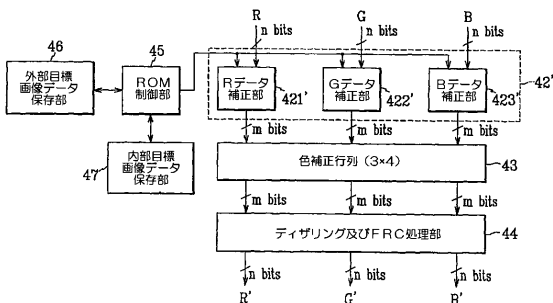 R G B
n bits n bits n bits
46 45
外部目標
画像データ
保存部
ROM
制御部
Rデータ
補正部
Gデータ
補正部
Bデータ
補正部
421' 422' 423'
42'
m bits m bits m bits
47
内部目標
画像データ
保存部
色補正行列（3×4）
43
m bits m bits m bits
ディザリング及びFRC処理部
44
n bits n bits n bits
R' G' B'